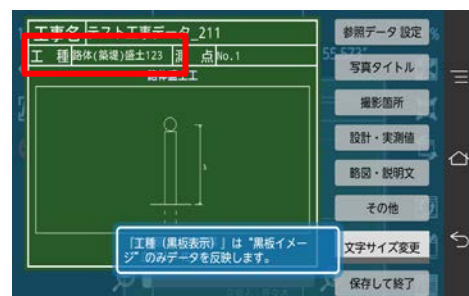 工事名 テスト工事データ_211
参照データ 設定
工 種 路体(築堤)盛土123 測 点 No.1
写真タイトル
撮影箇所
設計・実測値
略図・説明文
その他
「工種（黒板表示）」は“黒板イメー
ジ”のみデータを反映します。
文字サイズ変更
保存して終了